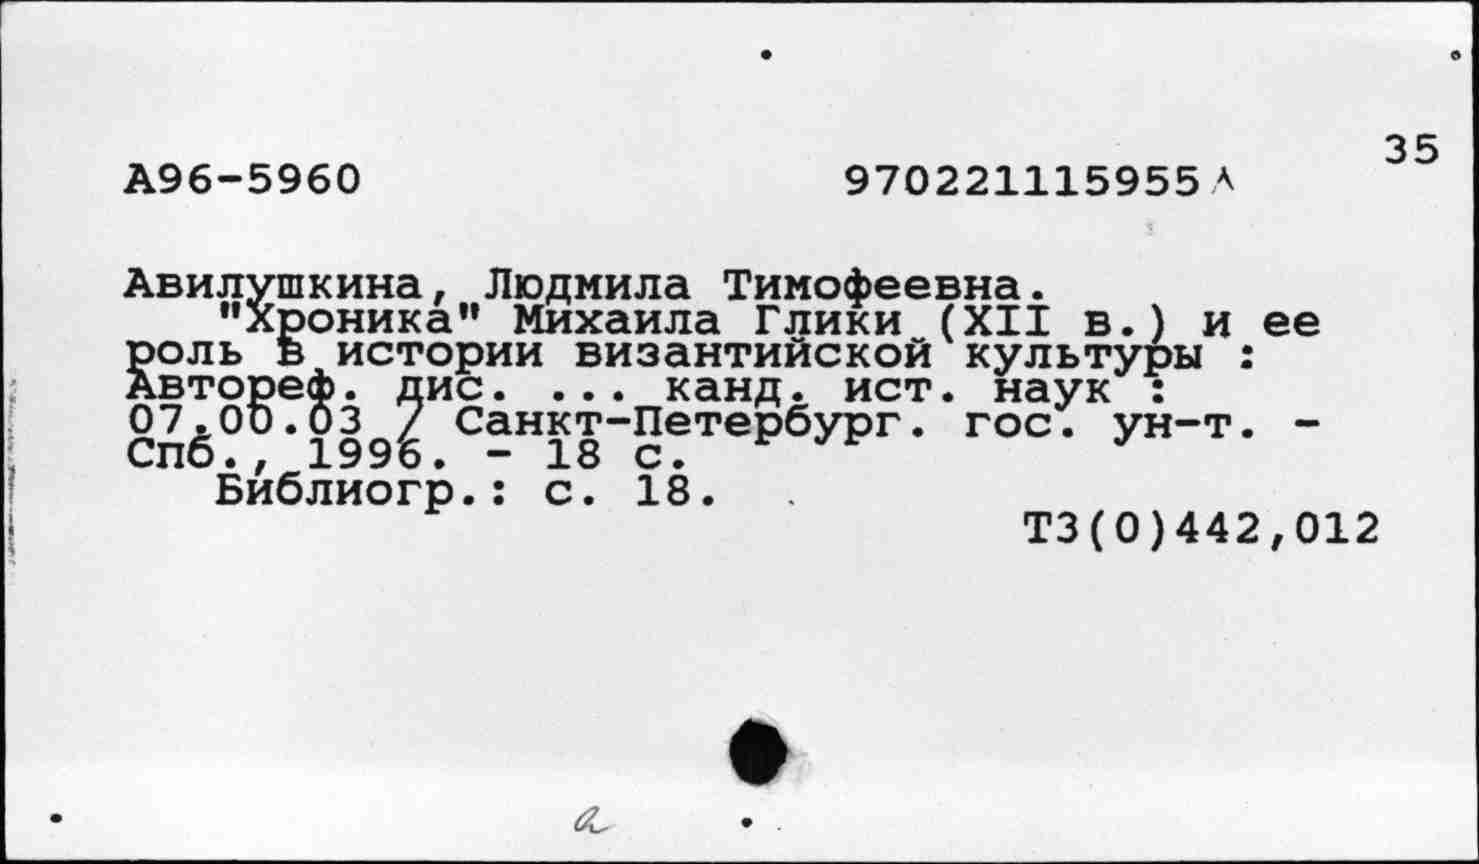 35
А96-5960 970221115955 А
Авилушкина, Людмила Тимофеевна.
"Хроника" Михаила Глики (XII в.) и ее
роль в истории византийской культуры :
Автореф. дис. ... канд. ист. наук :
07.00.03 / Санкт-Петербург. гос. ун-т. -
Спб., 1996. - 18 с.
Библиогр.: с. 18.
Т3(0)442,012
а